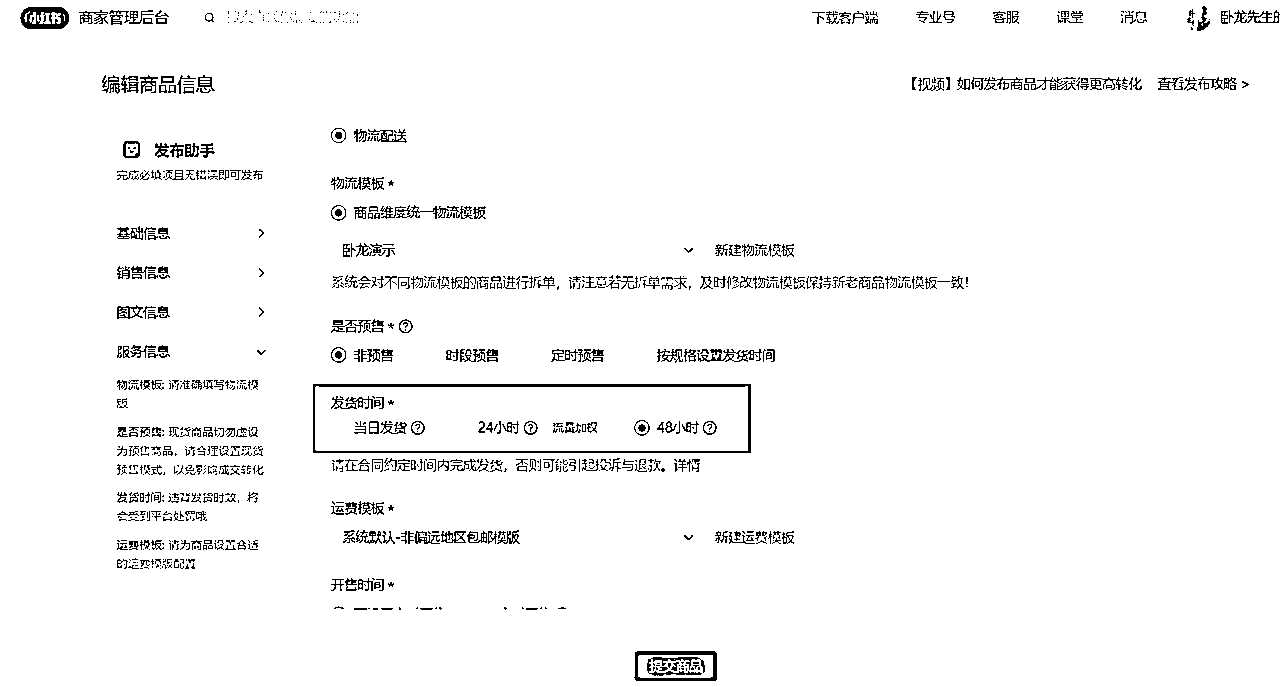 小红书 商家管理后台 下载客户端 专业号 客服 课堂 消息 卧龙先生的
编辑商品信息 【视频】如何发布商品才能获得更高转化 查看发布攻略 >
发布助手
完成必填项且无错误即可发布
基础信息
销售信息
图文信息
服务信息
物流模板: 请准确填写物流模
版
是否预售: 现货商品切勿虚设
为预售商品，请合理设置现货
预售模式，以免影响成交转化
发货时间: 违背发货时效，将
会受到平台处罚哦
运费模板: 请为商品设置合适
的运费模版配置
物流配送
物流模板 *
商品维度统一物流模板
卧龙演示 新建物流模板
系统会对不同物流模板的商品进行拆单，请注意若无拆单需求，及时修改物流模板保持新老商品物流模板一致！
是否预售 *
非预售 时段预售 定时预售 按规格设置发货时间
发货时间 *
当日发货 24小时 流量加权 48小时
请在合同约定时间内完成发货，否则可能引起投诉与退款。详情
运费模板 *
系统默认-非偏远地区包邮模版 新建运费模板
开售时间 *
提交商品